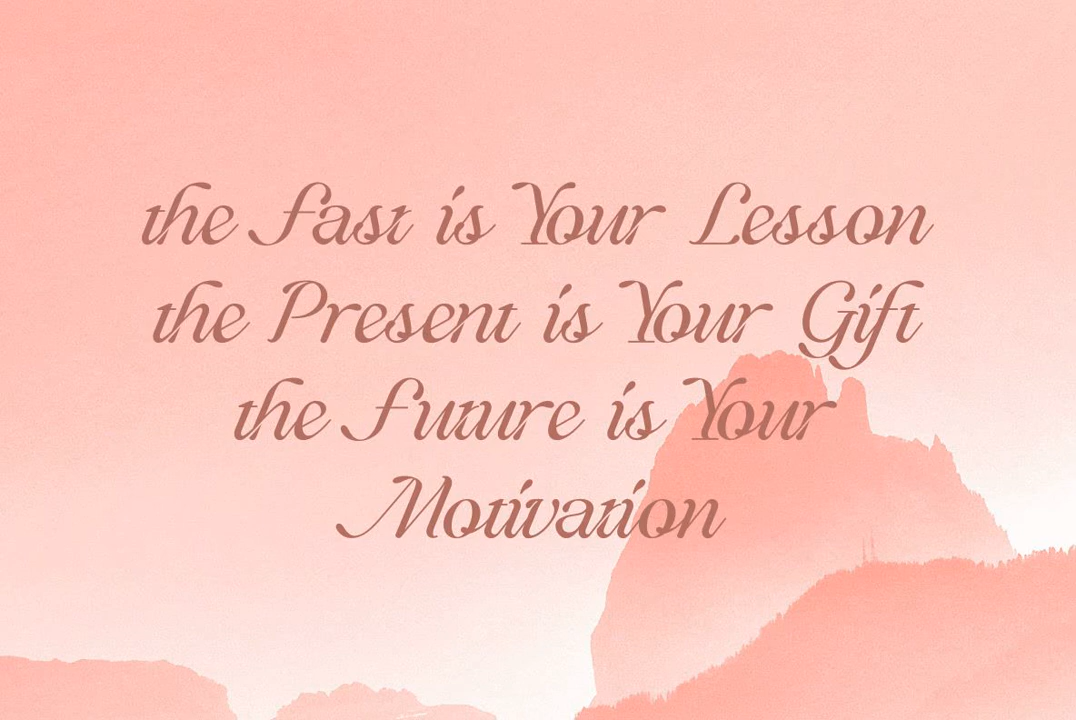 the Fast is Your Lesson
the Present is Your Gift
the Future is Your
Motivation